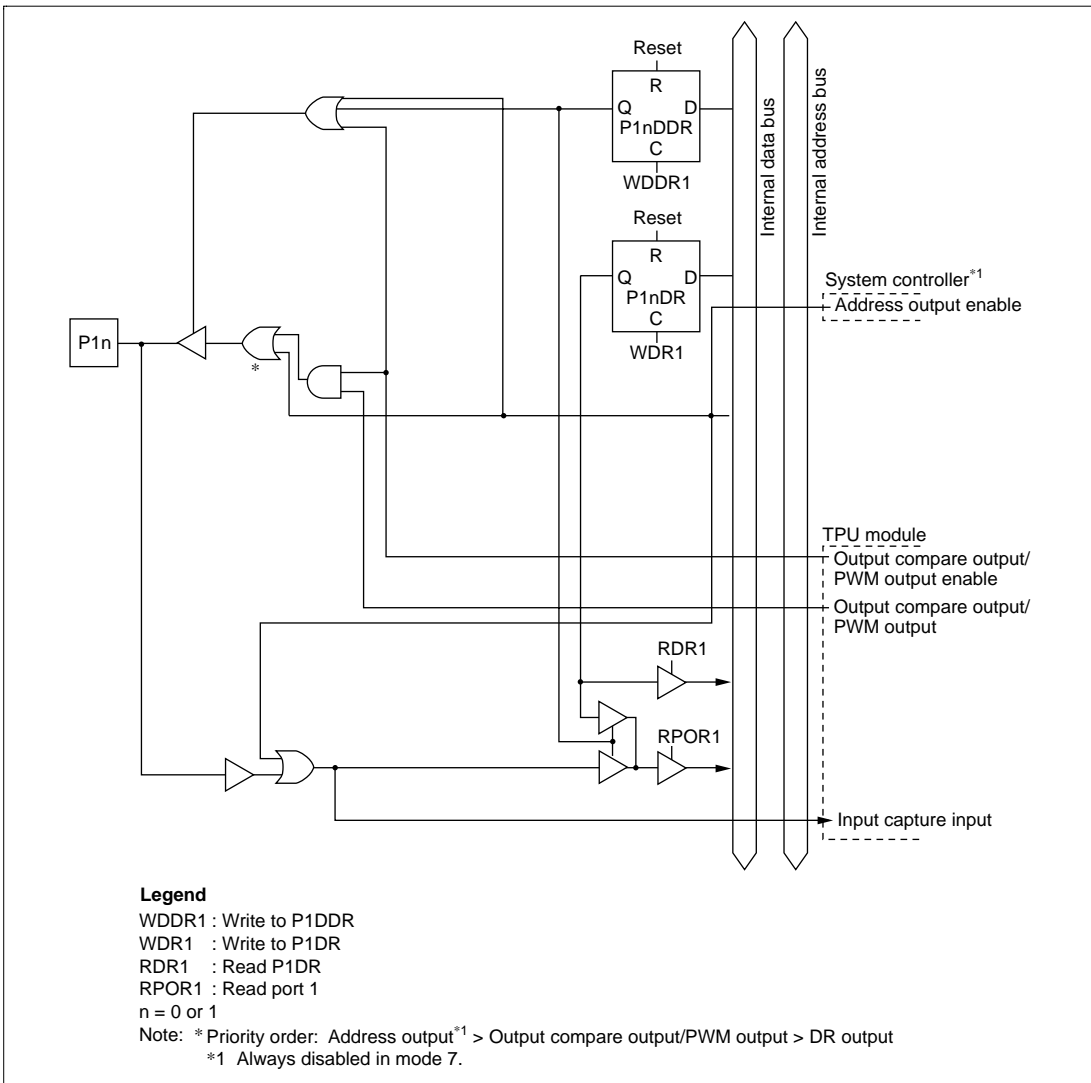 Reset
R
Q D
P1nDDR
C
WDDR1
Reset
R
Q D
P1nDR
C
WDR1
Internal data bus
Internal address bus
System controller*1
Address output enable
P1n
*
TPU module
Output compare output/
PWM output enable
Output compare output/
PWM output
RDR1
RPOR1
Input capture input
Legend
WDDR1 : Write to P1DDR
WDR1 : Write to P1DR
RDR1 : Read P1DR
RPOR1 : Read port 1
n = 0 or 1
Note: * Priority order: Address output*1 > Output compare output/PWM output > DR output
*1 Always disabled in mode 7.